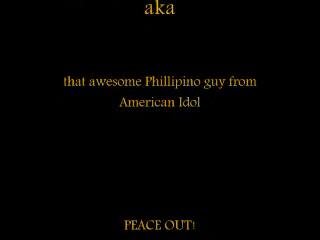 aka
that awesome Phillipino guy from
American Idol
PEACE OUT!